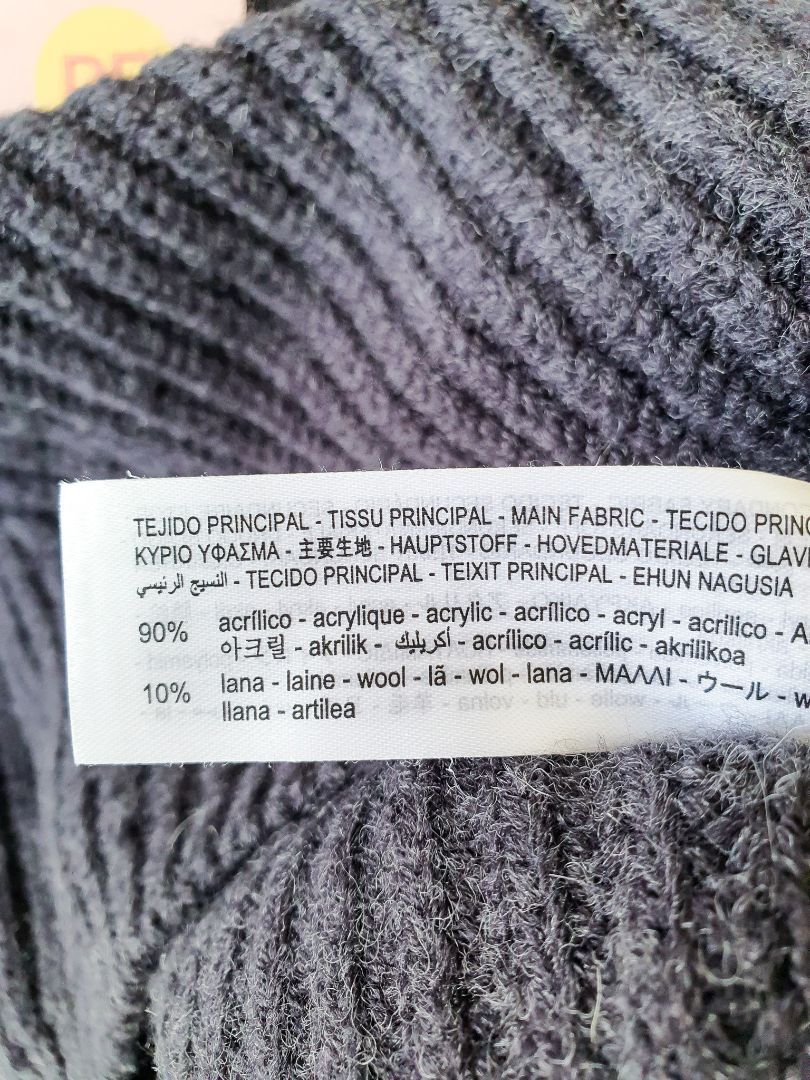 TEJIDO PRINCIPAL - TISSU PRINCIPAL - MAIN FABRIC - TECIDO
ΚΥΡΙΟ ΥΦΑΣΜΑ - 主要生地 - HAUPTSTOFF - HOVEDMATERIALE -
النسيج الرئيسي - TECIDO PRINCIPAL - TEIXIT PRINCIPAL - EHUN NAGUSIA
90% acrílico - acrylique - acrylic - acrílico - acryl - acrilico -
아크릴 - akrilik - أكريليك - acrílico - acrílic - akrilikoa
10% lana - laine - wool - lã - wol - lana - ΜΑΛΛΙ - ウール -
llana - artilea